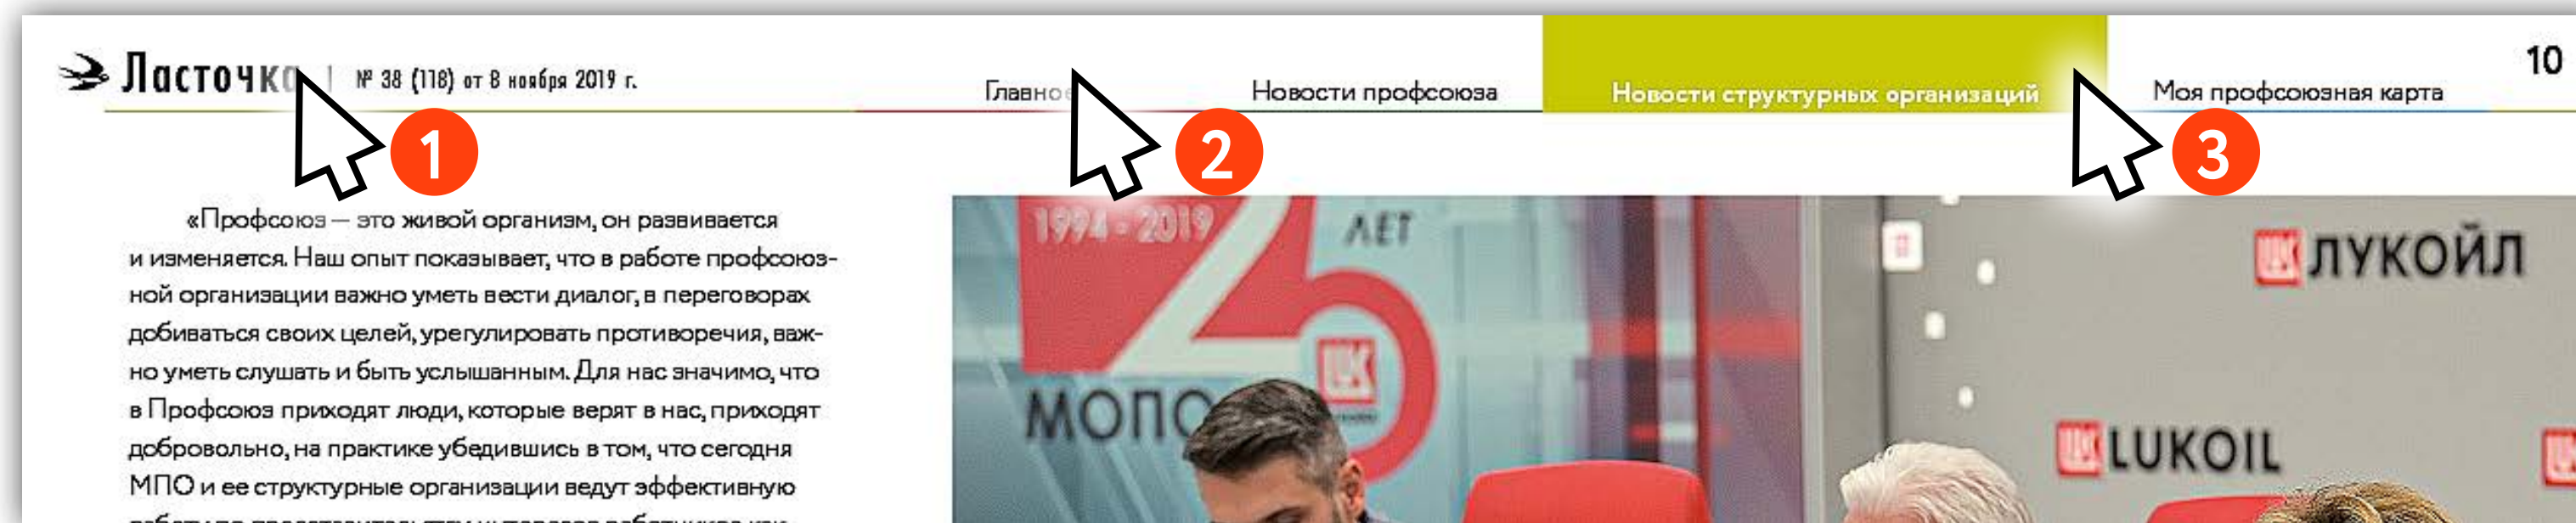 Ласточка | № 38 (118) от 8 ноября 2019 г.
Главное
Новости профсоюза
Новости структурных организаций
Моя профсоюзная карта
10
1
2
3
«Профсоюз — это живой организм, он развивается
и изменяется. Наш опыт показывает, что в работе профсоюз-
ной организации важно уметь вести диалог, в переговорах
добиваться своих целей, урегулировать противоречия, важ-
но уметь слушать и быть услышанным. Для нас значимо, что
в Профсоюз приходят люди, которые верят в нас, приходят
добровольно, на практике убедившись в том, что сегодня
МПО и ее структурные организации ведут эффективную
1994 - 2019
25
ЛЕТ
МОПО
ЛУКОЙЛ
LUKOIL